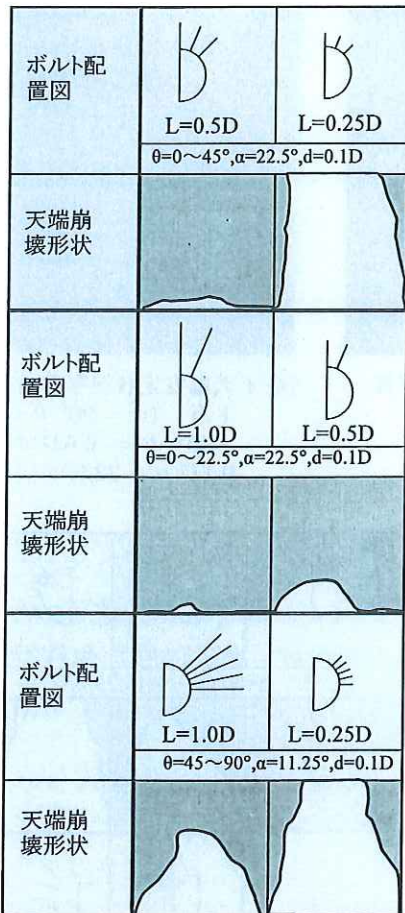 ボルト配
置図
L=0.5D
L=0.25D
θ=0～45°,α=22.5°,d=0.1D
天端崩
壊形状
ボルト配
置図
L=1.0D
L=0.5D
θ=0～22.5°,α=22.5°,d=0.1D
天端崩
壊形状
ボルト配
置図
L=1.0D
L=0.25D
θ=45～90°,α=11.25°,d=0.1D
天端崩
壊形状